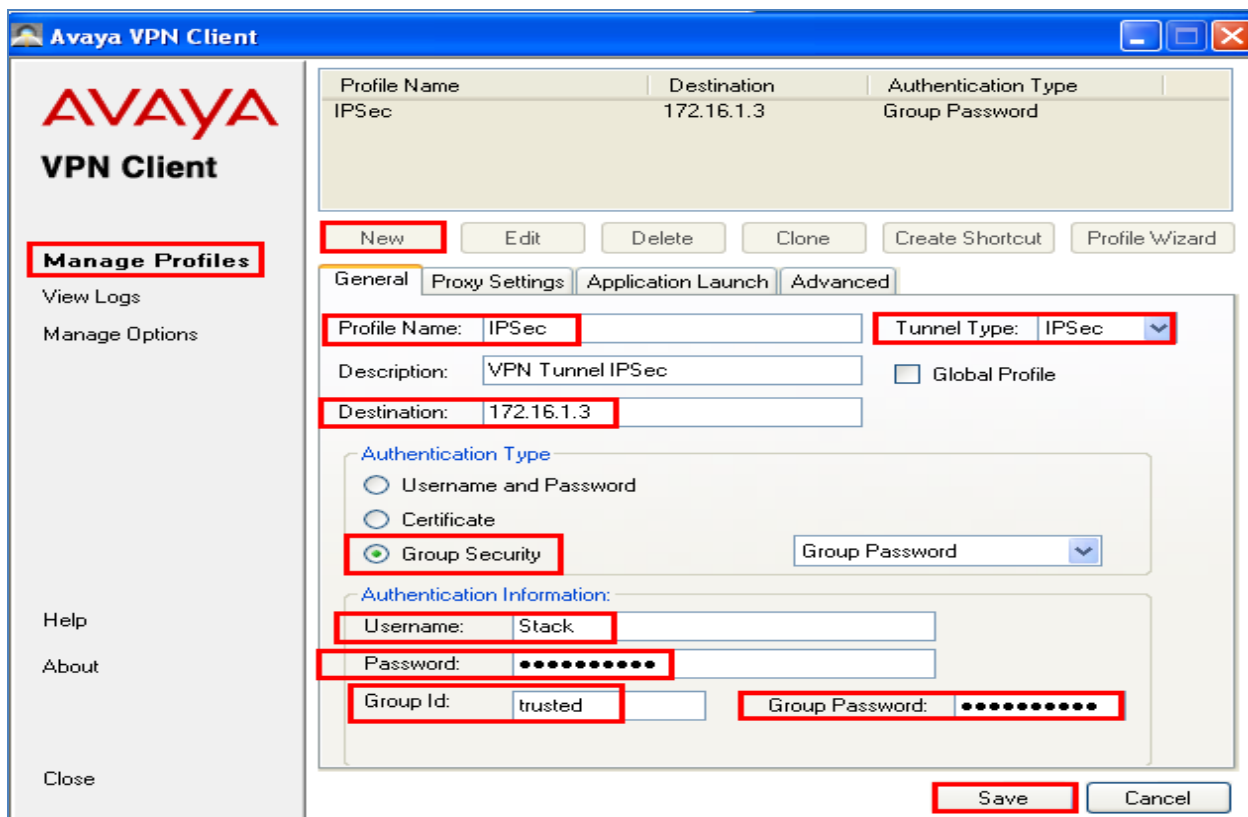 Avaya VPN Client
AVAYA
VPN Client
Manage Profiles
View Logs
Manage Options
Help
About
Close
Profile Name Destination Authentication Type
IPSec 172.16.1.3 Group Password
New Edit Delete Clone Create Shortcut Profile Wizard
General Proxy Settings Application Launch Advanced
Profile Name: IPSec Tunnel Type: IPSec
Description: VPN Tunnel IPSec Global Profile
Destination: 172.16.1.3
Authentication Type
Username and Password
Certificate
Group Security Group Password
Authentication Information:
Username: Stack
Password: ●●●●●●●●●●
Group Id: trusted Group Password: ●●●●●●●●●●
Save Cancel